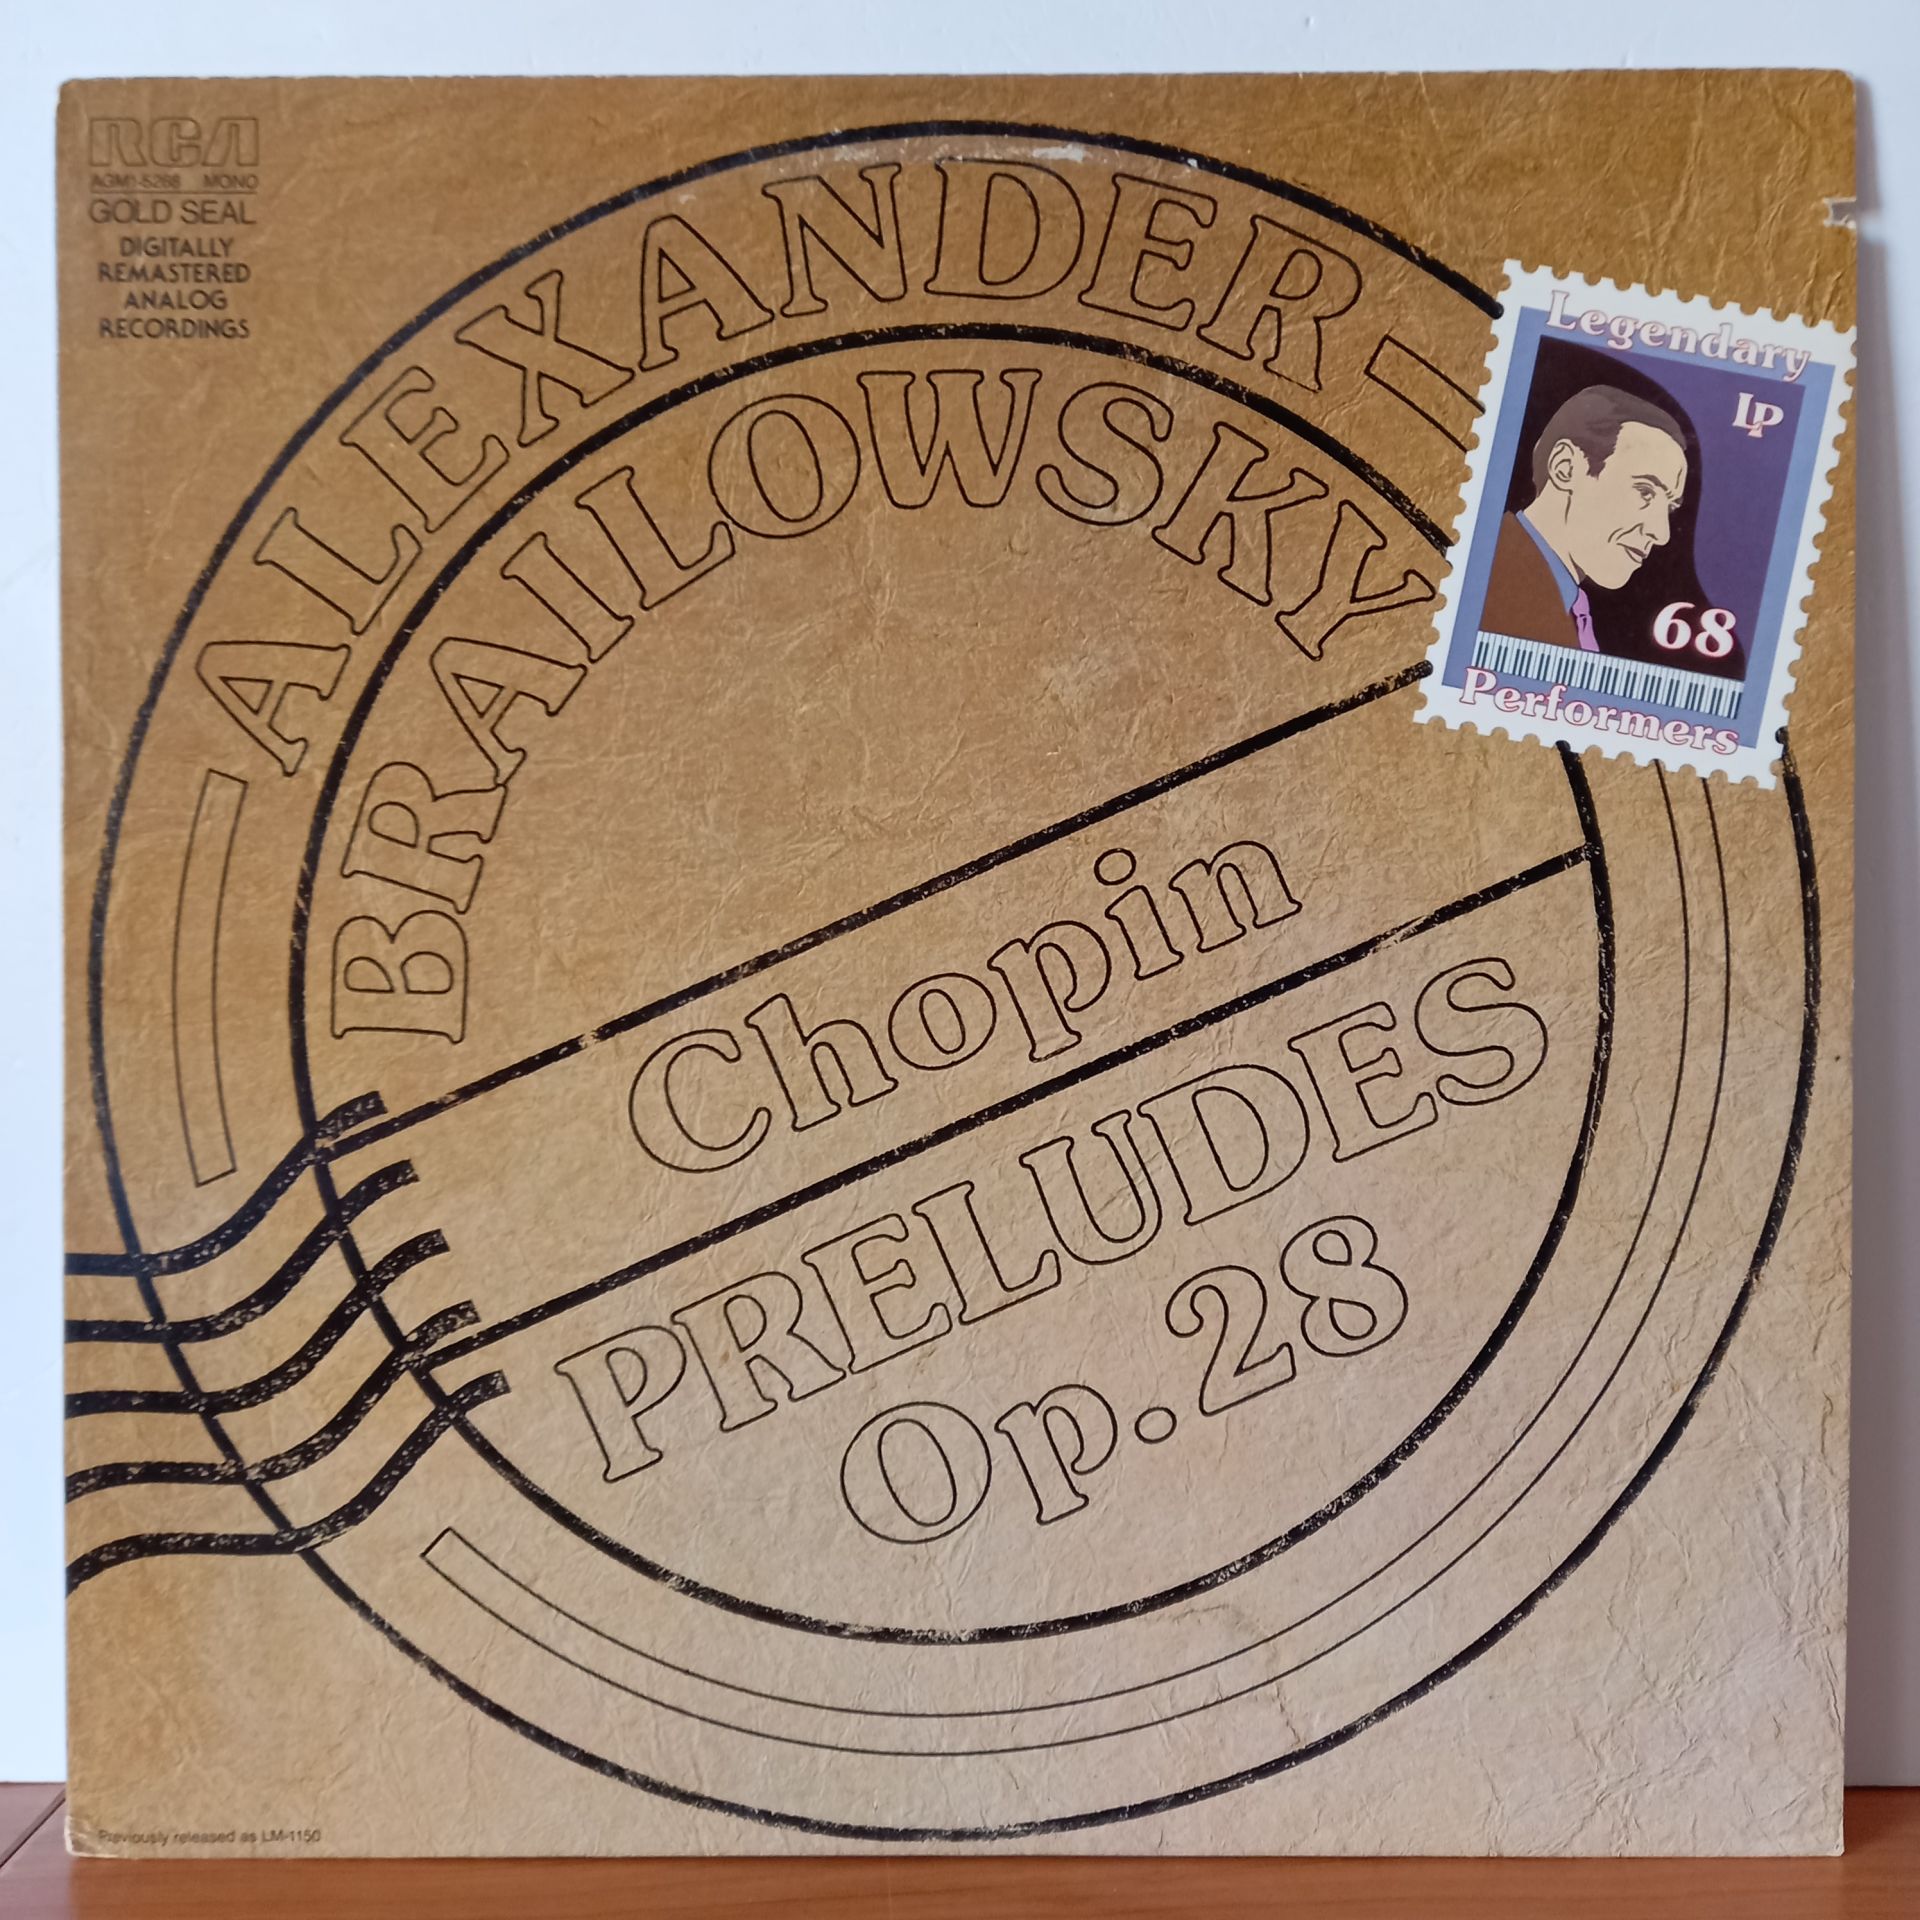 RCA
AGM1-5266 MONO
GOLD SEAL
DIGITALLY
REMASTERED
ANALOG
RECORDINGS
ALEXANDER
BRAILOWSKY
Legendary
LP
68
Performers
Chopin
PRELUDES
Op.28
Previously released as LM-1150